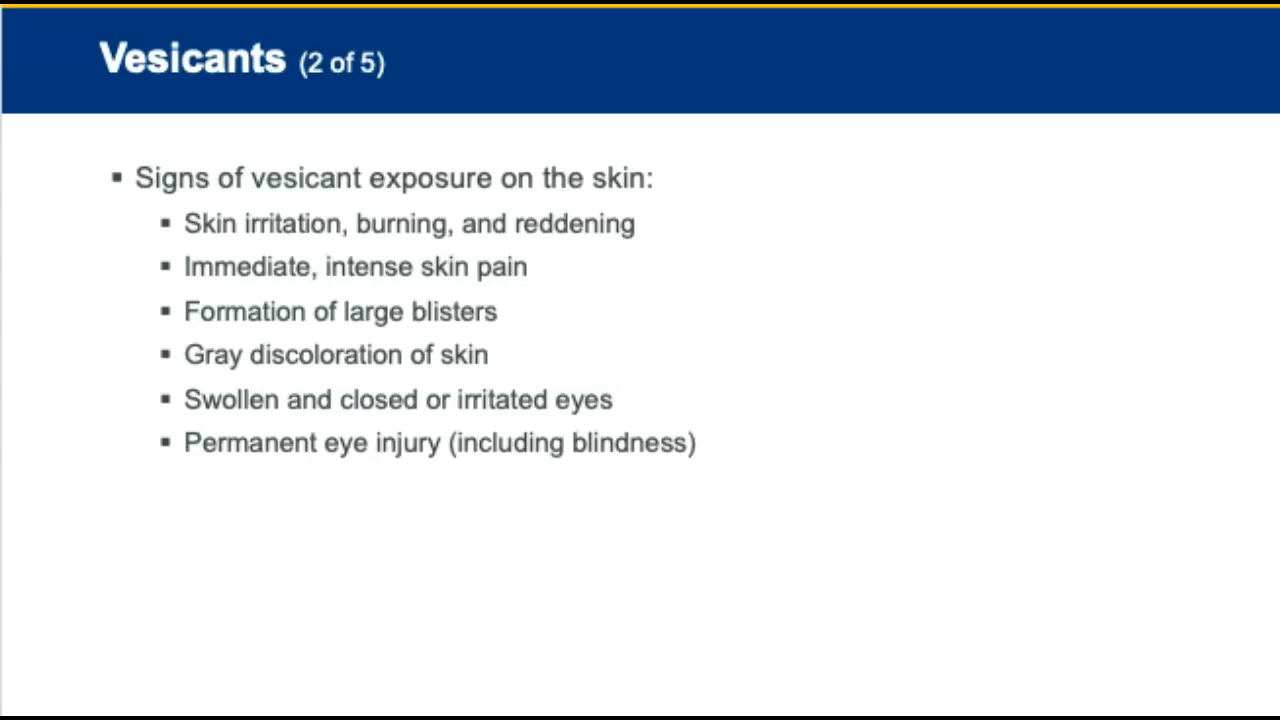 Vesicants (2 of 5)
▪ Signs of vesicant exposure on the skin:
▪ Skin irritation, burning, and reddening
▪ Immediate, intense skin pain
▪ Formation of large blisters
▪ Gray discoloration of skin
▪ Swollen and closed or irritated eyes
▪ Permanent eye injury (including blindness)